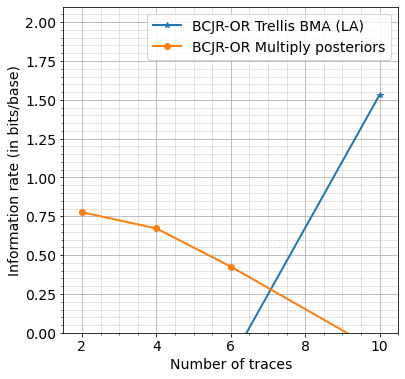 BCJR-OR Trellis BMA (LA)
BCJR-OR Multiply posteriors
Information rate (in bits/base)
2.00
1.75
1.50
1.25
1.00
0.75
0.50
0.25
0.00
2 4 6 8 10
Number of traces